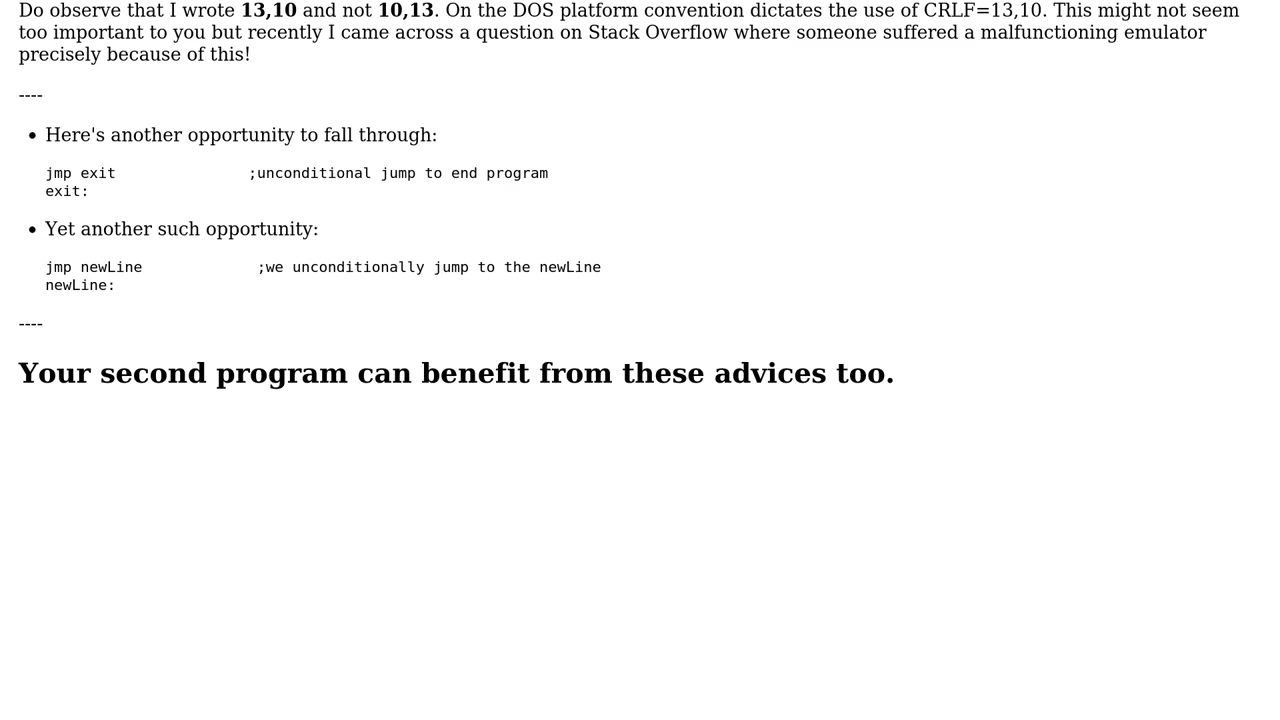 Do observe that I wrote 13,10 and not 10,13. On the DOS platform convention dictates the use of CRLF=13,10. This might not seem
too important to you but recently I came across a question on Stack Overflow where someone suffered a malfunctioning emulator
precisely because of this!
----
• Here's another opportunity to fall through:
jmp exit               ;unconditional jump to end program
exit:
• Yet another such opportunity:
jmp newLine             ;we unconditionally jump to the newLine
newLine:
----
Your second program can benefit from these advices too.